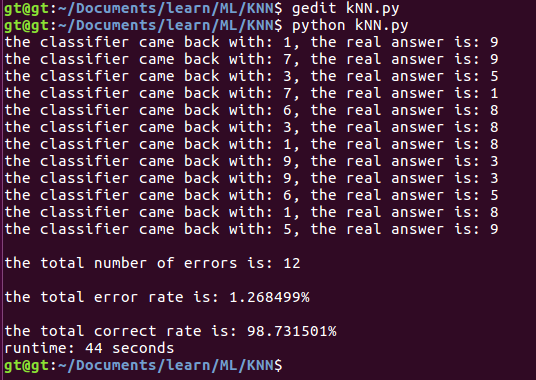 gt@gt:~/Documents/learn/ML/KNN$ gedit kNN.py
gt@gt:~/Documents/learn/ML/KNN$ python kNN.py
the classifier came back with: 1, the real answer is: 9
the classifier came back with: 7, the real answer is: 9
the classifier came back with: 3, the real answer is: 5
the classifier came back with: 7, the real answer is: 1
the classifier came back with: 6, the real answer is: 8
the classifier came back with: 3, the real answer is: 8
the classifier came back with: 1, the real answer is: 8
the classifier came back with: 9, the real answer is: 3
the classifier came back with: 9, the real answer is: 3
the classifier came back with: 6, the real answer is: 5
the classifier came back with: 1, the real answer is: 8
the classifier came back with: 5, the real answer is: 9
the total number of errors is: 12
the total error rate is: 1.268499%
the total correct rate is: 98.731501%
runtime: 44 seconds
gt@gt:~/Documents/learn/ML/KNN$